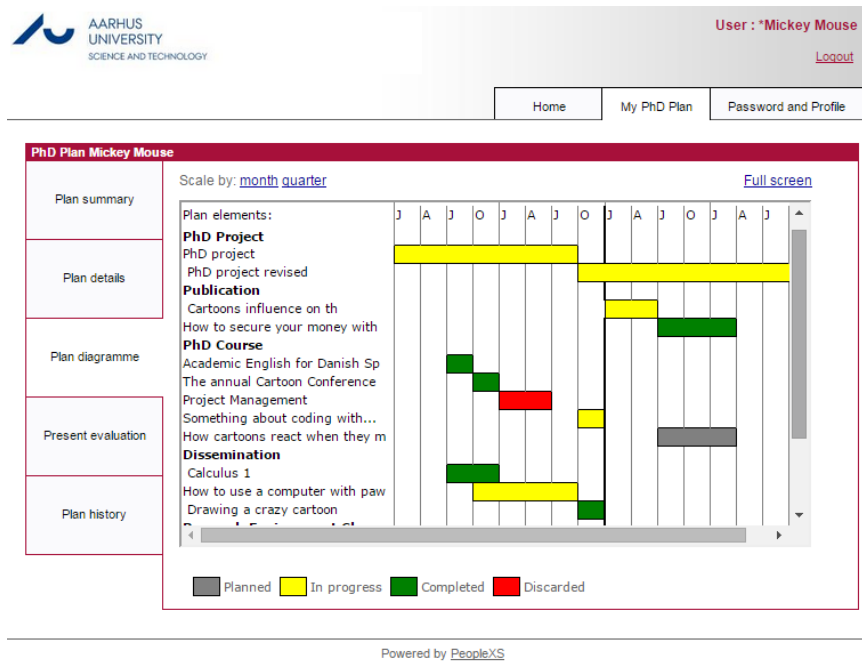 AARHUS
UNIVERSITY
SCIENCE AND TECHNOLOGY
User : *Mickey Mouse
Logout
Home My PhD Plan Password and Profile
PhD Plan Mickey Mouse
Plan summary
Plan details
Plan diagramme
Present evaluation
Plan history
Scale by: month quarter Full screen
Plan elements: J A J O J A J O J A J O J A J
PhD Project
PhD project
PhD project revised
Publication
Cartoons influence on th
How to secure your money with
PhD Course
Academic English for Danish Sp
The annual Cartoon Conference
Project Management
Something about coding with...
How cartoons react when they m
Dissemination
Calculus 1
How to use a computer with paw
Drawing a crazy cartoon
Planned In progress Completed Discarded
Powered by PeopleXS